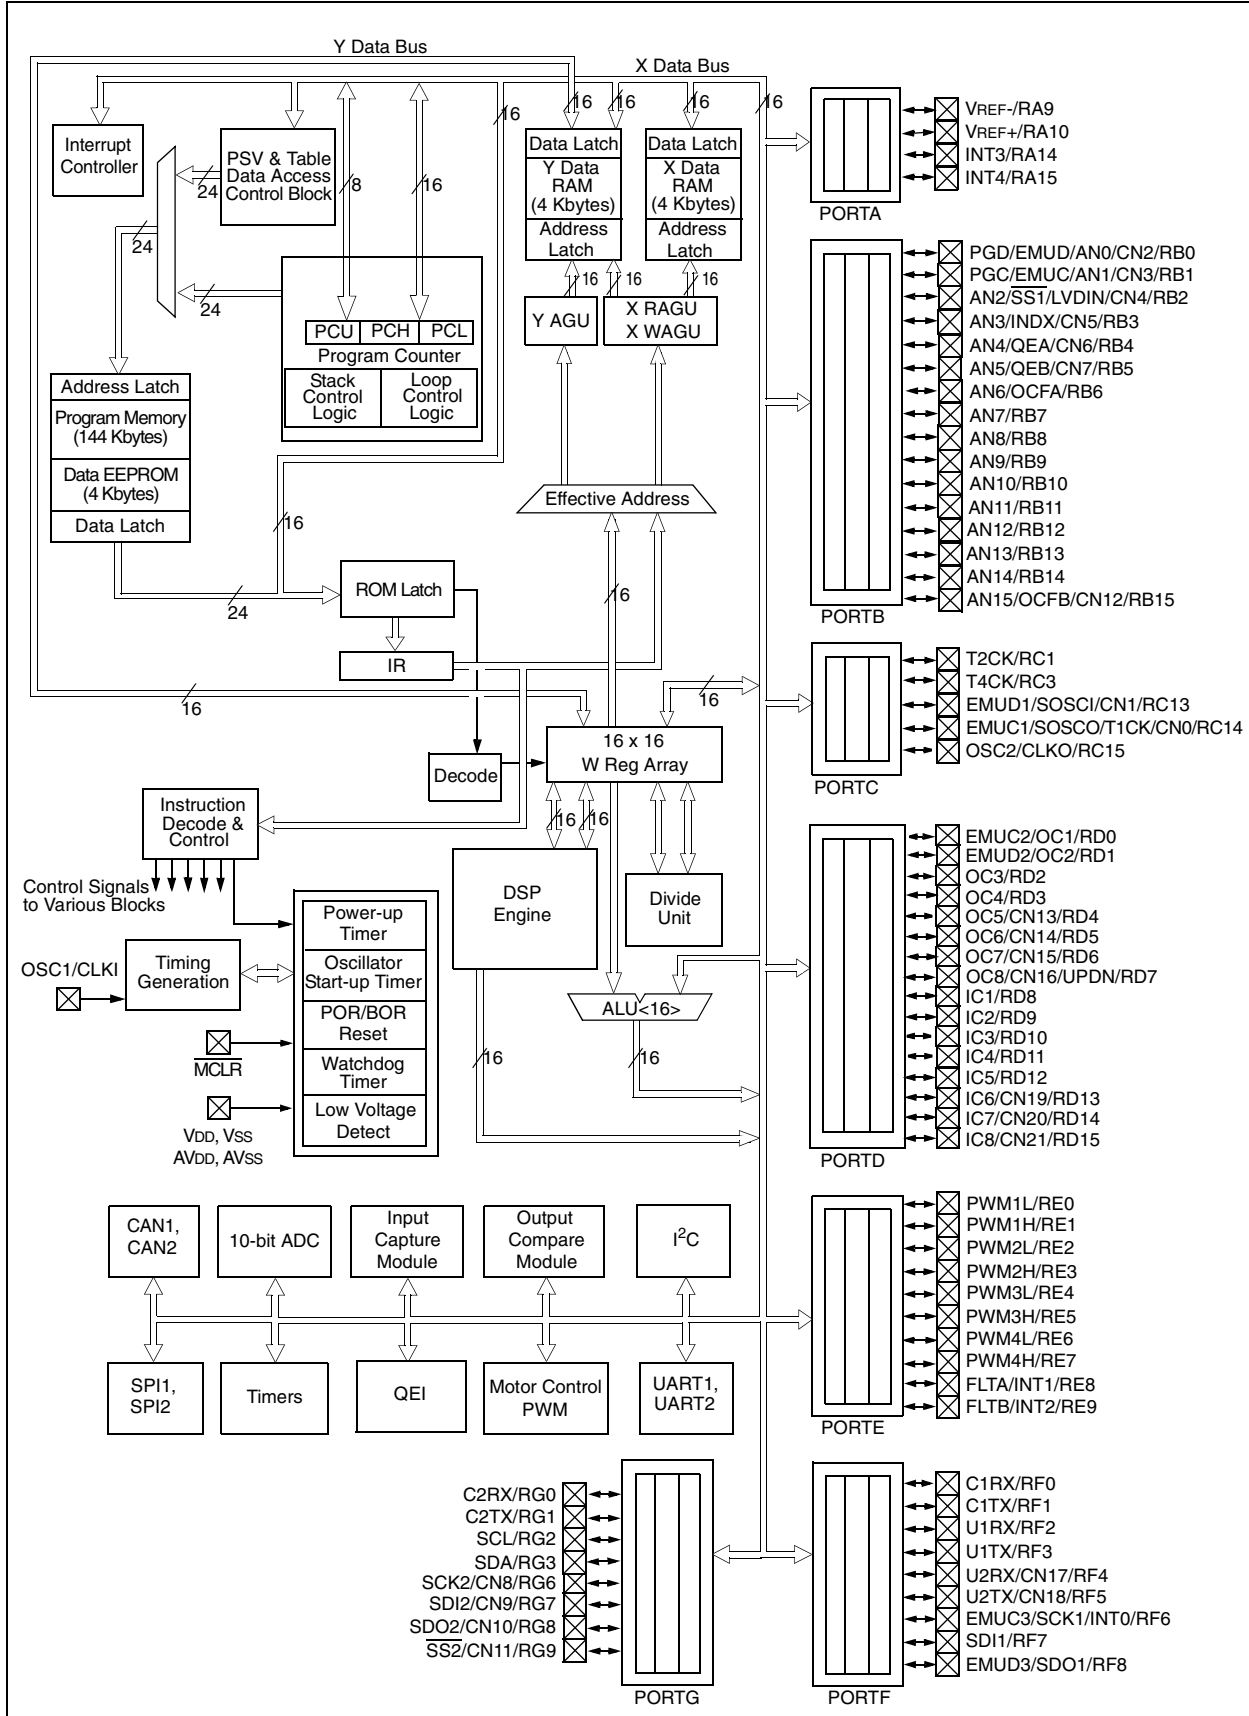 Y Data Bus
X Data Bus
16
16
16
16
16
Interrupt
Controller
PSV & Table
Data Access
Control Block
24
24
24
8
16
Data Latch
Y Data
RAM
(4 Kbytes)
Address
Latch
Data Latch
X Data
RAM
(4 Kbytes)
Address
Latch
16
16
16
Y AGU
X RAGU
X WAGU
PCU
PCH
PCL
Program Counter
Stack
Control
Logic
Loop
Control
Logic
Address Latch
Program Memory
(144 Kbytes)
Data EEPROM
(4 Kbytes)
Data Latch
16
24
Effective Address
ROM Latch
16
IR
16
16
16 x 16
W Reg Array
Decode
Instruction
Decode &
Control
Control Signals
to Various Blocks
16
16
DSP
Engine
Divide
Unit
Power-up
Timer
Oscillator
Start-up Timer
POR/BOR
Reset
Watchdog
Timer
Low Voltage
Detect
OSC1/CLKI
Timing
Generation
MCLR
VDD, VSS
AVDD, AVSS
ALU<16>
16
16
CAN1,
CAN2
10-bit ADC
Input
Capture
Module
Output
Compare
Module
I2C
SPI1,
SPI2
Timers
QEI
Motor Control
PWM
UART1,
UART2
VREF-/RA9
VREF+/RA10
INT3/RA14
INT4/RA15
PORTA
PGD/EMUD/AN0/CN2/RB0
PGC/EMUC/AN1/CN3/RB1
AN2/SS1/LVDIN/CN4/RB2
AN3/INDX/CN5/RB3
AN4/QEA/CN6/RB4
AN5/QEB/CN7/RB5
AN6/OCFA/RB6
AN7/RB7
AN8/RB8
AN9/RB9
AN10/RB10
AN11/RB11
AN12/RB12
AN13/RB13
AN14/RB14
AN15/OCFB/CN12/RB15
PORTB
T2CK/RC1
T4CK/RC3
EMUD1/SOSCI/CN1/RC13
EMUC1/SOSCO/T1CK/CN0/RC14
OSC2/CLKO/RC15
PORTC
EMUC2/OC1/RD0
EMUD2/OC2/RD1
OC3/RD2
OC4/RD3
OC5/CN13/RD4
OC6/CN14/RD5
OC7/CN15/RD6
OC8/CN16/UPDN/RD7
IC1/RD8
IC2/RD9
IC3/RD10
IC4/RD11
IC5/RD12
IC6/CN19/RD13
IC7/CN20/RD14
IC8/CN21/RD15
PORTD
PWM1L/RE0
PWM1H/RE1
PWM2L/RE2
PWM2H/RE3
PWM3L/RE4
PWM3H/RE5
PWM4L/RE6
PWM4H/RE7
FLTA/INT1/RE8
FLTB/INT2/RE9
PORTE
C2RX/RG0
C2TX/RG1
SCL/RG2
SDA/RG3
SCK2/CN8/RG6
SDI2/CN9/RG7
SDO2/CN10/RG8
SS2/CN11/RG9
PORTG
C1RX/RF0
C1TX/RF1
U1RX/RF2
U1TX/RF3
U2RX/CN17/RF4
U2TX/CN18/RF5
EMUC3/SCK1/INT0/RF6
SDI1/RF7
EMUD3/SDO1/RF8
PORTF